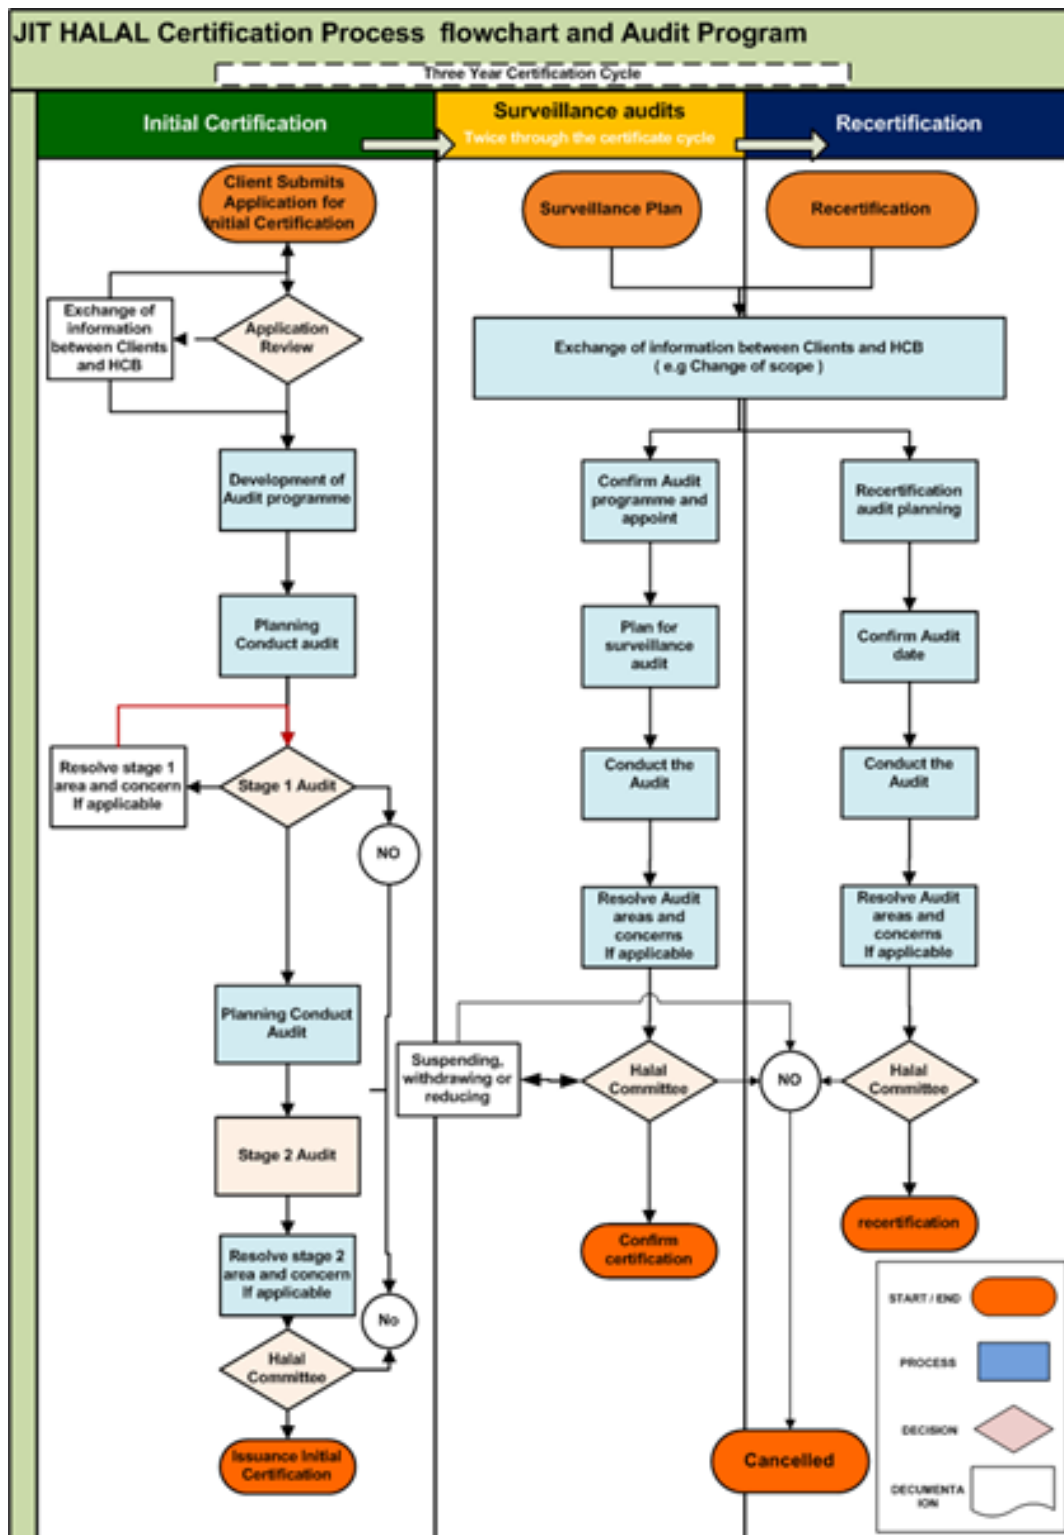 JIT HALAL Certification Process flowchart and Audit Program
Three Year Certification Cycle
Initial Certification
Surveillance audits
Twice through the certificate cycle
Recertification
Client Submits
Application for
Initial Certification
Exchange of
information
between Clients
and HCB
Application
Review
Development of
Audit programme
Planning
Conduct audit
Resolve stage 1
area and concern
If applicable
Stage 1 Audit
NO
Planning Conduct
Audit
Stage 2 Audit
Resolve stage 2
area and concern
If applicable
No
Halal
Committee
Issuance Initial
Certification
Surveillance Plan
Recertification
Exchange of information between Clients and HCB
( e.g Change of scope )
Confirm Audit
programme and
appoint
Plan for
surveillance
audit
Conduct the
Audit
Resolve Audit
areas and
concerns
If applicable
Suspending,
withdrawing or
reducing
Halal
Committee
Confirm
certification
NO
Cancelled
Recertification
audit planning
Confirm Audit
date
Conduct the
Audit
Resolve Audit
areas and
concerns
If applicable
Halal
Committee
recertification
START / END
PROCESS
DECISION
DECUMENTA
ION